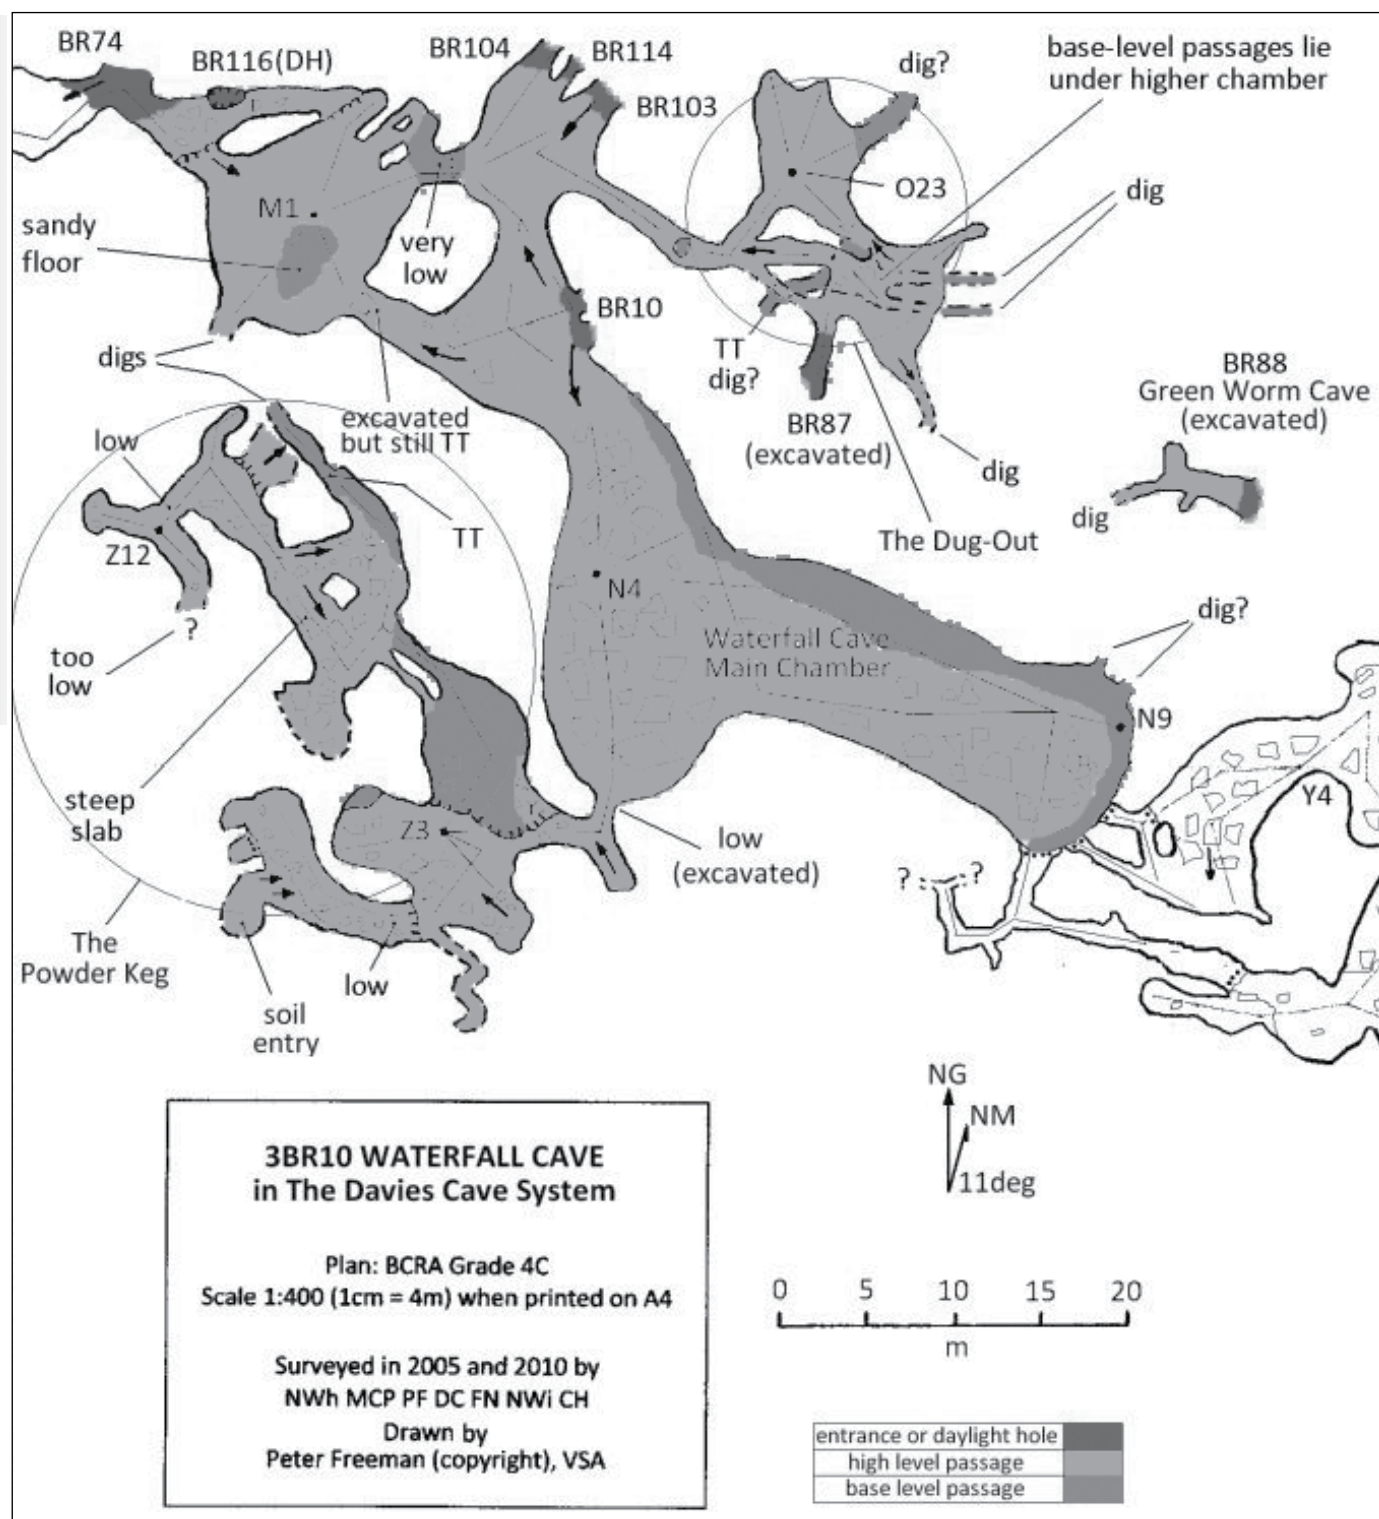 BR74
BR116(DH)
BR104
BR114
BR103
dig?
base-level passages lie
under higher chamber
O23
dig
M1
sandy
floor
very
low
BR10
TT
dig?
BR87
(excavated)
dig
BR88
Green Worm Cave
(excavated)
dig
The Dug-Out
digs
low
excavated
but still TT
TT
Z12
?
too
low
N4
Waterfall Cave
Main Chamber
dig?
N9
Y4
steep
slab
Z3
low
(excavated)
? ?
The
Powder Keg
low
soil
entry
NG
NM
11deg
3BR10 WATERFALL CAVE
in The Davies Cave System
Plan: BCRA Grade 4C
Scale 1:400 (1cm = 4m) when printed on A4
Surveyed in 2005 and 2010 by
NWh MCP PF DC FN NWi CH
Drawn by
Peter Freeman (copyright), VSA
0 5 10 15 20
m
entrance or daylight hole
high level passage
base level passage